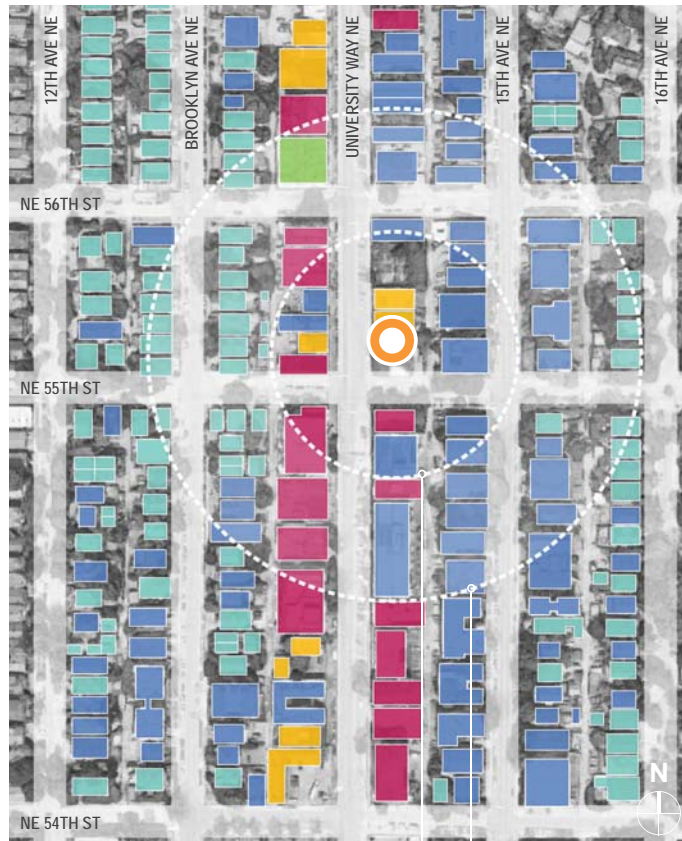 12TH AVE NE
BROOKLYN AVE NE
UNIVERSITY WAY NE
15TH AVE NE
16TH AVE NE
NE 56TH ST
NE 55TH ST
NE 54TH ST
N